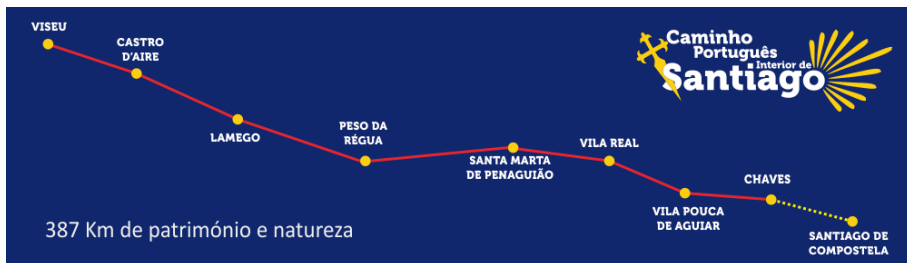 VISEU
CASTRO
D'AIRE
LAMEGO
PESO DA
RÉGUA
SANTA MARTA
DE PENAGUIÃO
VILA REAL
VILA POUCA
DE AGUIAR
CHAVES
SANTIAGO DE
COMPOSTELA
Caminho
Português
Interior de
Santiago
387 Km de património e natureza